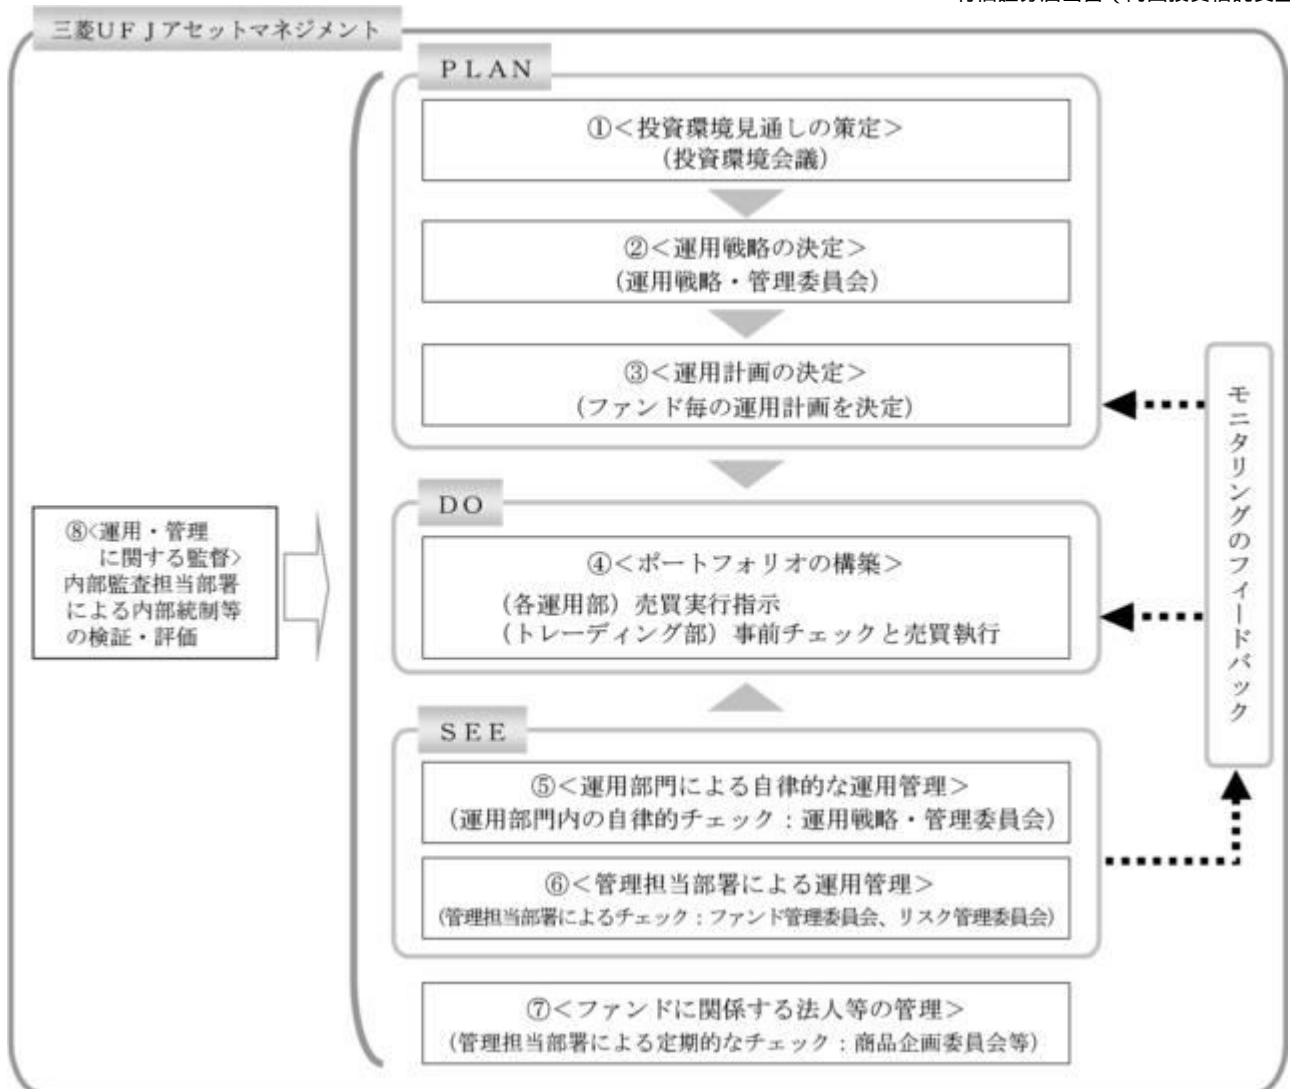 三菱UFJアセットマネジメント
PLAN
①＜投資環境見通しの策定＞
（投資環境会議）
②＜運用戦略の決定＞
（運用戦略・管理委員会）
③＜運用計画の決定＞
（ファンド毎の運用計画を決定）
DO
④＜ポートフォリオの構築＞
（各運用部）売買実行指示
（トレーディング部）事前チェックと売買執行
SEE
⑤＜運用部門による自律的な運用管理＞
（運用部門内の自律的チェック：運用戦略・管理委員会）
⑥＜管理担当部署による運用管理＞
（管理担当部署によるチェック：ファンド管理委員会、リスク管理委員会）
⑦＜ファンドに関係する法人等の管理＞
（管理担当部署による定期的なチェック：商品企画委員会等）
⑧＜運用・管理
に関する監督＞
内部監査担当部署
による内部統制等
の検証・評価
モニタリングのフィードバック